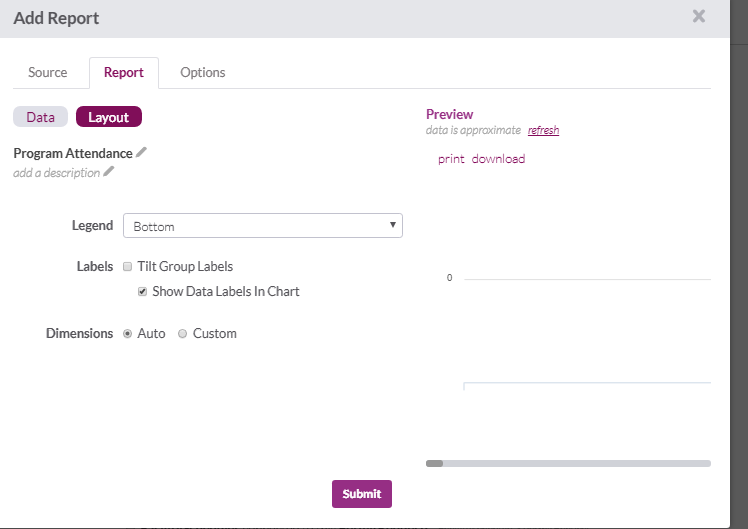 Add Report
Source Report Options
Data Layout
Program Attendance
add a description
Legend Bottom
Labels Tilt Group Labels
Show Data Labels In Chart
Dimensions Auto Custom
Preview
data is approximate refresh
print download
0
Submit